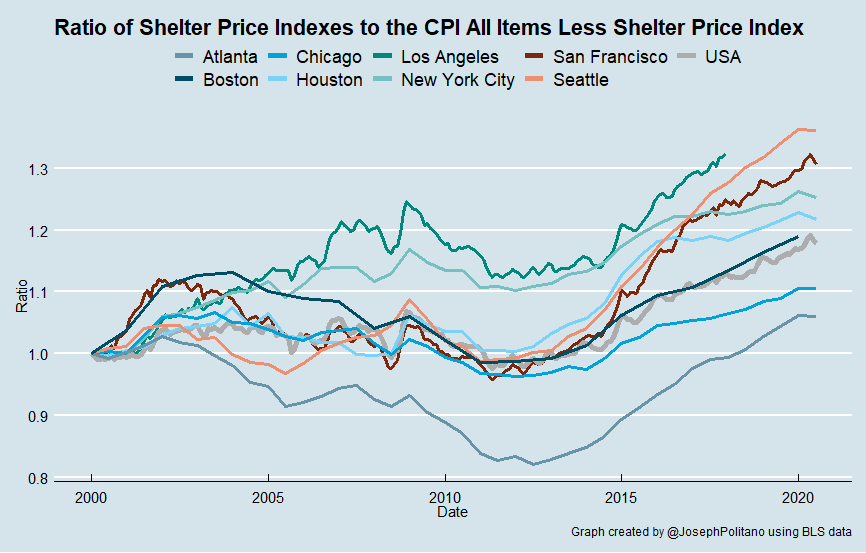 Ratio of Shelter Price Indexes to the CPI All Items Less Shelter Price Index
Atlanta Chicago Los Angeles San Francisco USA
Boston Houston New York City Seattle
1.3
1.2
1.1
1.0
0.9
0.8
Ratio
2000 2005 2010 2015 2020
Date
Graph created by @JosephPolitano using BLS data